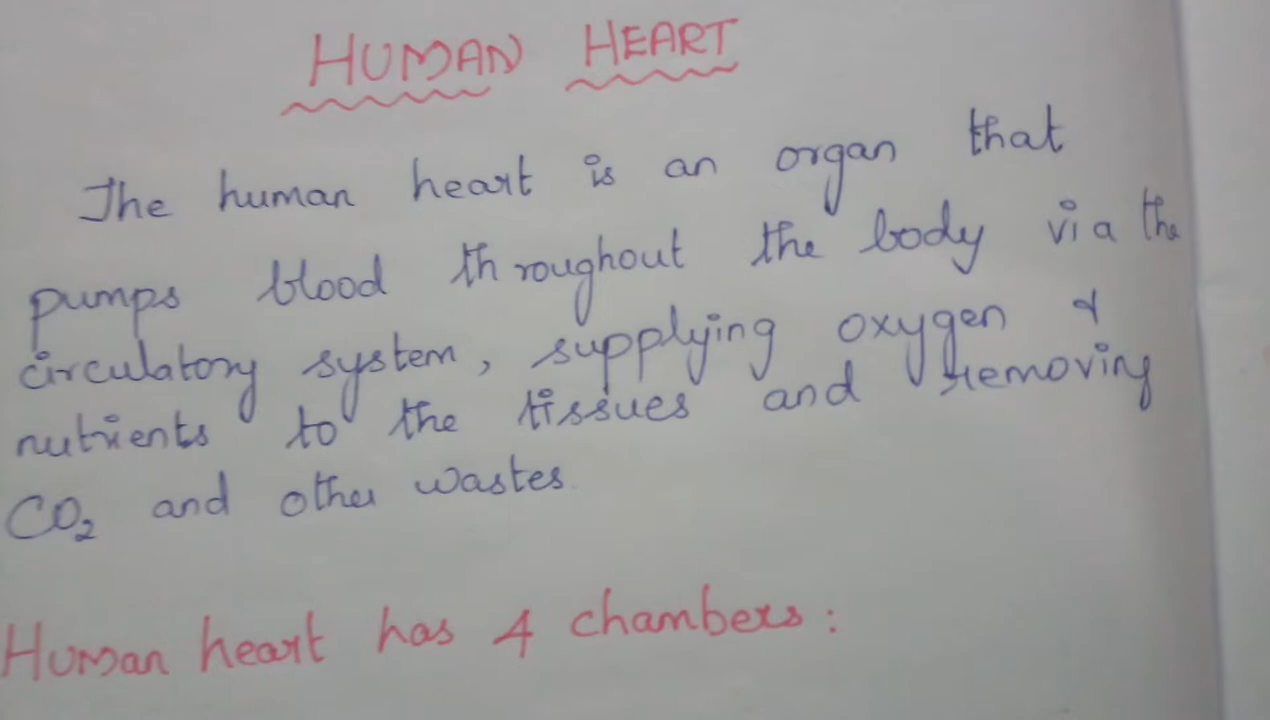 HUMAN HEART
The human heart is an organ that
pumps blood throughout the body via the
circulatory system, supplying oxygen &
nutrients to the tissues and removing
CO₂ and other wastes
Human heart has 4 chambers: